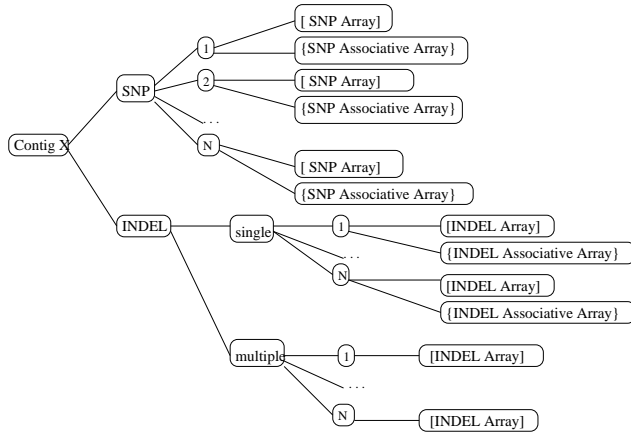 [ SNP Array]
1
{SNP Associative Array}
2
[ SNP Array]
SNP
{SNP Associative Array}
. . .
Contig X
N
[ SNP Array]
{SNP Associative Array}
INDEL
single
1
[INDEL Array]
{INDEL Associative Array}
. . .
N
[INDEL Array]
{INDEL Associative Array}
multiple
1
[INDEL Array]
. . .
N
[INDEL Array]